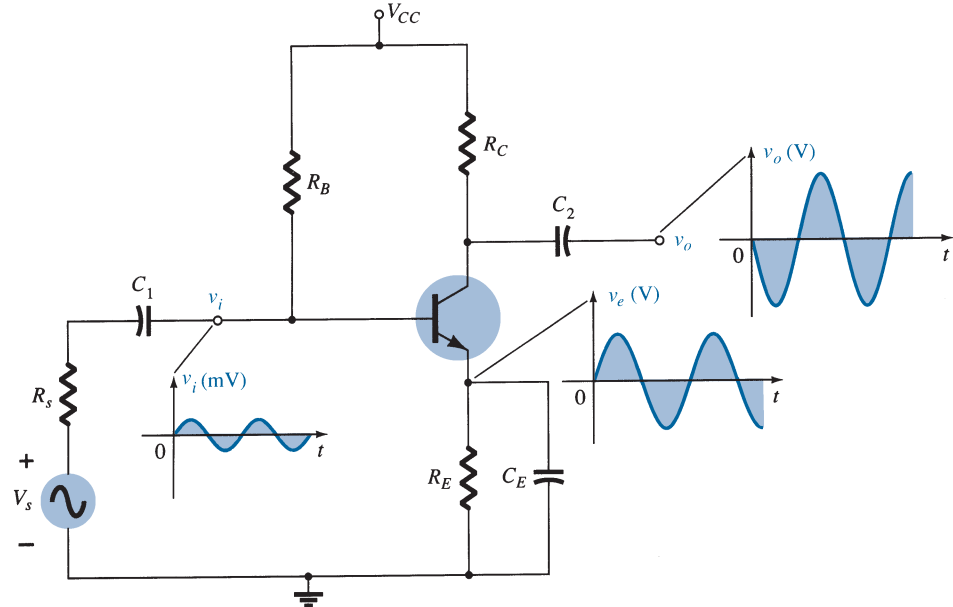 V_CC
R_C
R_B
v_o (V)
C_2
v_o
0
t
C_1
v_i
v_e (V)
0
t
v_i (mV)
R_s
0
t
+
V_s
−
R_E
C_E